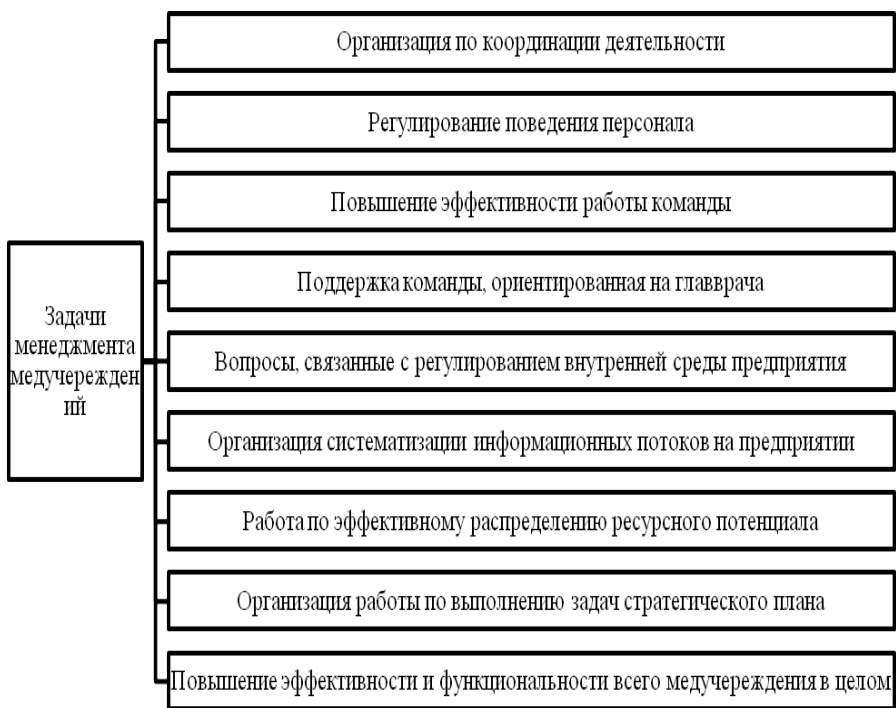 Задачи
менеджмента
медучережден
ий
Организация по координации деятельности
Регулирование поведения персонала
Повышение эффективности работы команды
Поддержка команды, ориентированная на главврача
Вопросы, связанные с регулированием внутренней среды предприятия
Организация систематизации информационных потоков на предприятии
Работа по эффективному распределению ресурсного потенциала
Организация работы по выполнению задач стратегического плана
Повышение эффективности и функциональности всего медучереждения в целом